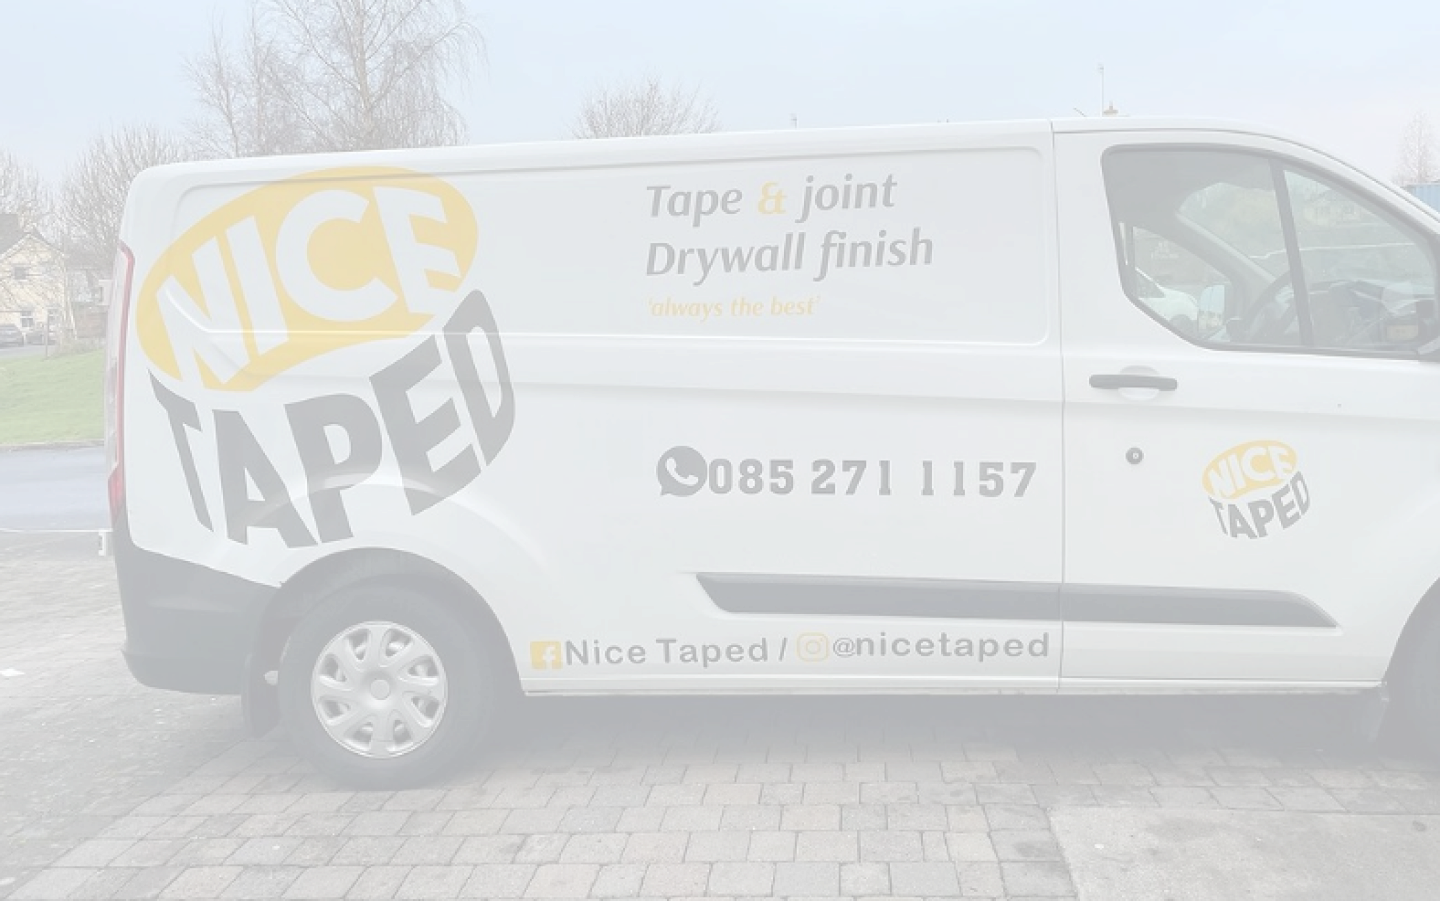 NICE
TAPED
Tape & joint
Drywall finish
'always the best'
085 271 1157
NICE
TAPED
Nice Taped / @nicetaped